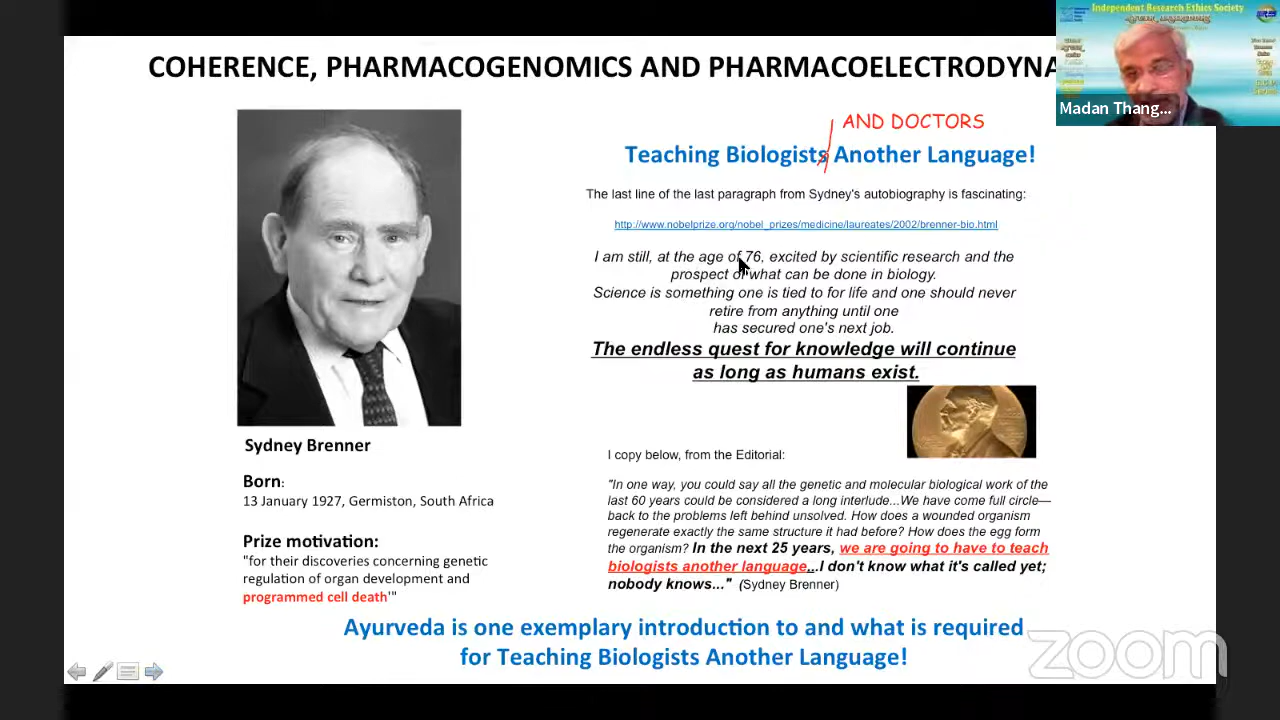 COHERENCE, PHARMACOGENOMICS AND PHARMACOELECTRODYNA
Independent Research Ethics Society
Madan Thang...
AND DOCTORS
Teaching Biologists Another Language!
The last line of the last paragraph from Sydney's autobiography is fascinating:
http://www.nobelprize.org/nobel_prizes/medicine/laureates/2002/brenner-bio.html
I am still, at the age of 76, excited by scientific research and the
prospect of what can be done in biology.
Science is something one is tied to for life and one should never
retire from anything until one
has secured one's next job.
The endless quest for knowledge will continue
as long as humans exist.
Sydney Brenner
Born:
13 January 1927, Germiston, South Africa
Prize motivation:
"for their discoveries concerning genetic
regulation of organ development and
programmed cell death'"
I copy below, from the Editorial:
"In one way, you could say all the genetic and molecular biological work of the
last 60 years could be considered a long interlude...We have come full circle—
back to the problems left behind unsolved. How does a wounded organism
regenerate exactly the same structure it had before? How does the egg form
the organism? In the next 25 years, we are going to have to teach
biologists another language...I don't know what it's called yet;
nobody knows..." (Sydney Brenner)
Ayurveda is one exemplary introduction to and what is required
for Teaching Biologists Another Language!
zoom